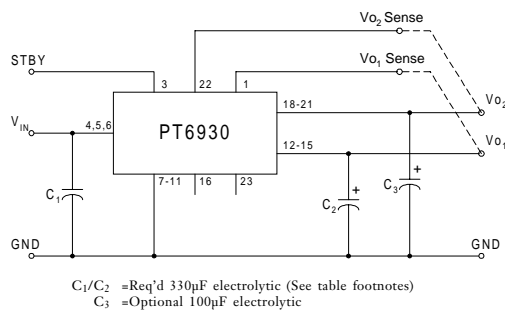 Vo2 Sense
STBY
Vo1 Sense
3 22 1
18-21
Vo2
VIN
4,5,6
PT6930
12-15
Vo1
7-11 16 23
C1
C2
+
C3
+
GND
GND
C1/C2 =Req'd 330µF electrolytic (See table footnotes)
C3 =Optional 100µF electrolytic